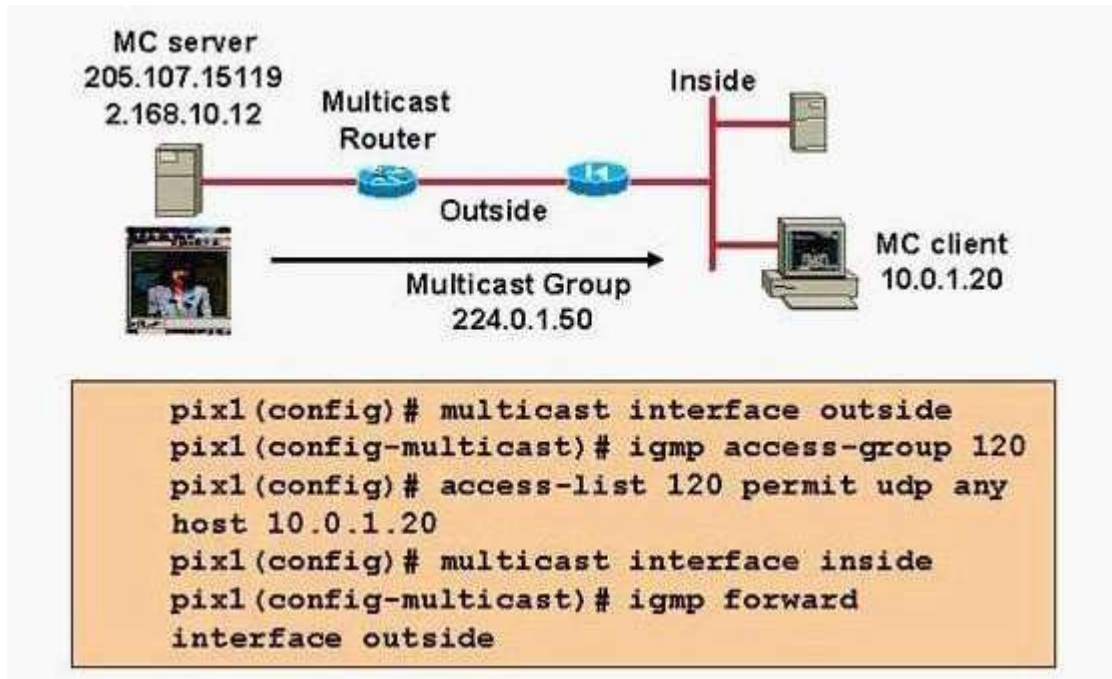 MC server
205.107.15119
2.168.10.12
Multicast
Router
Inside
Outside
MC client
10.0.1.20
Multicast Group
224.0.1.50
pix1(config)# multicast interface outside
pix1(config-multicast)# igmp access-group 120
pix1(config)# access-list 120 permit udp any
host 10.0.1.20
pix1(config)# multicast interface inside
pix1(config-multicast)# igmp forward
interface outside